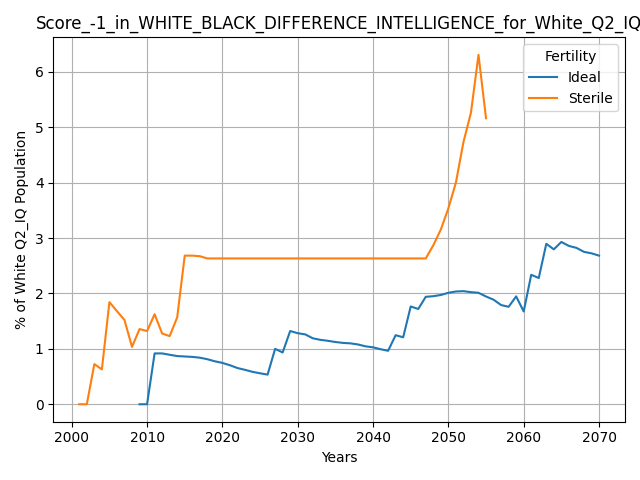 Score_-1_in_WHITE_BLACK_DIFFERENCE_INTELLIGENCE_for_White_Q2_IQ
Fertility
Ideal
Sterile
% of White Q2_IQ Population
6
5
4
3
2
1
0
2000 2010 2020 2030 2040 2050 2060 2070
Years